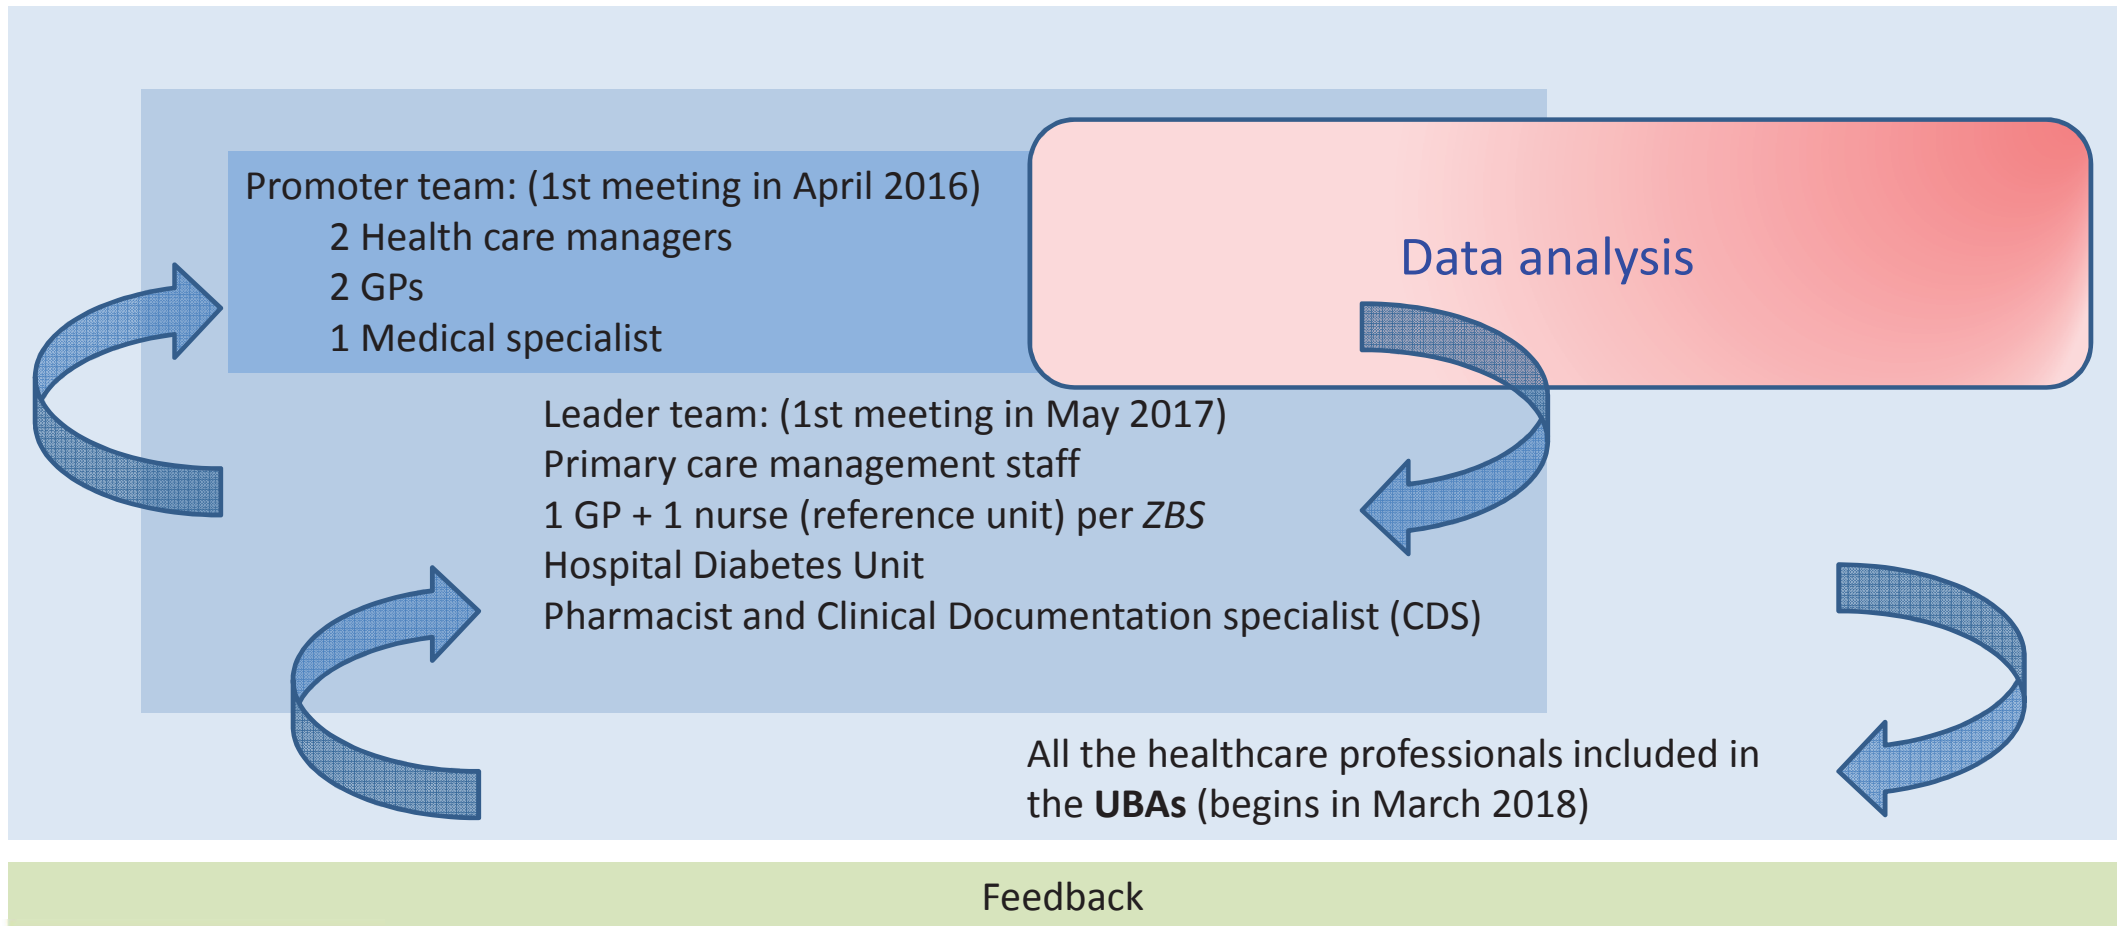 Promoter team: (1st meeting in April 2016)
2 Health care managers
2 GPs
1 Medical specialist
Data analysis
Leader team: (1st meeting in May 2017)
Primary care management staff
1 GP + 1 nurse (reference unit) per ZBS
Hospital Diabetes Unit
Pharmacist and Clinical Documentation specialist (CDS)
All the healthcare professionals included in
the UBAs (begins in March 2018)
Feedback